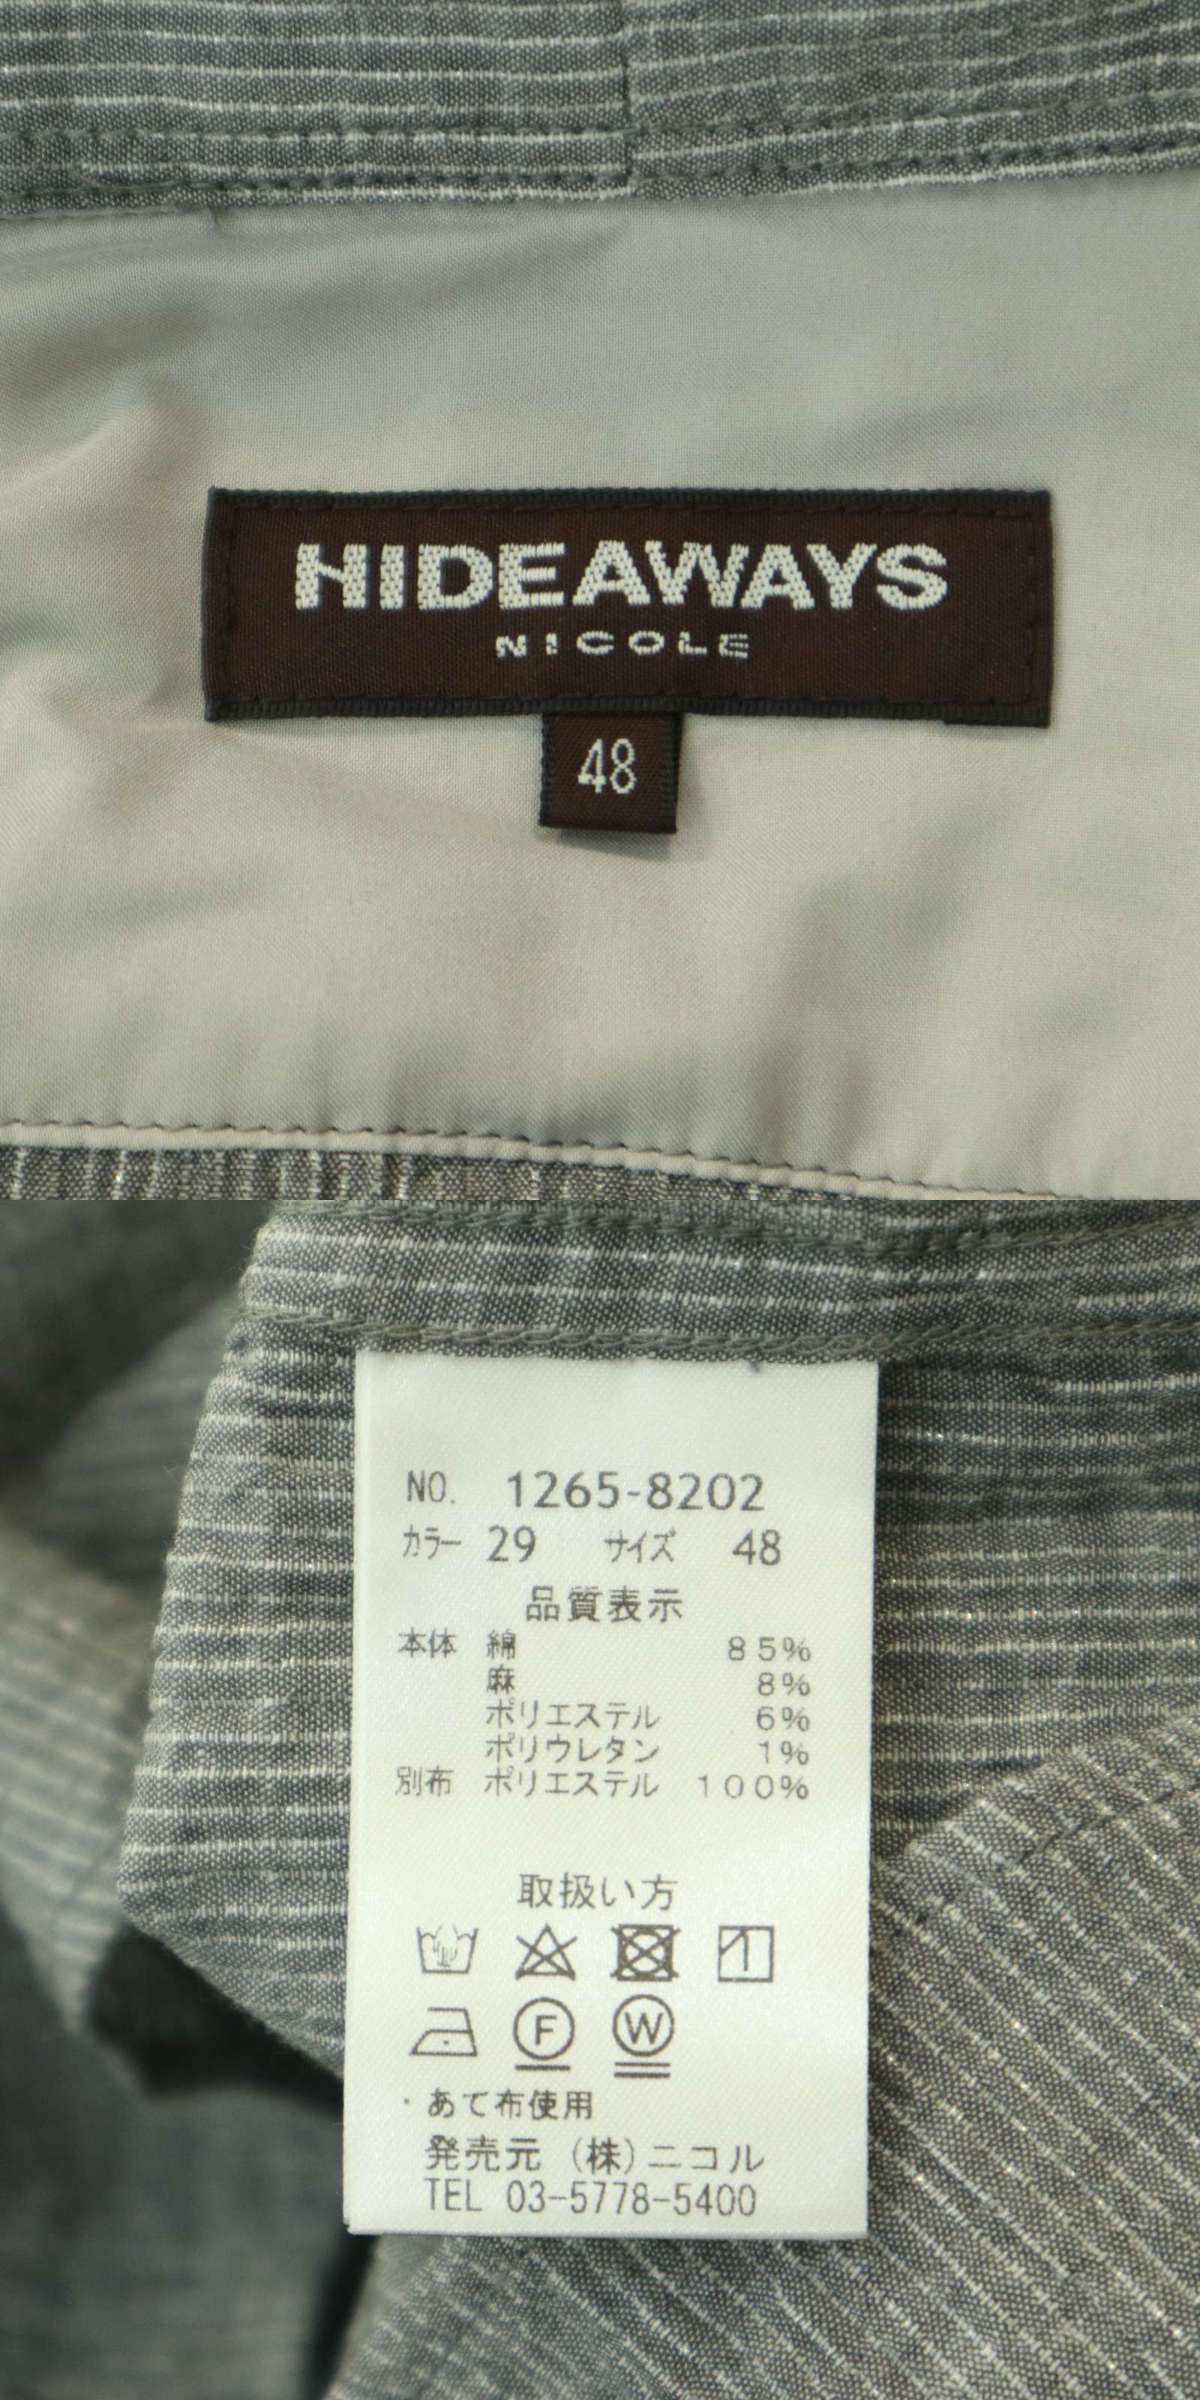 HIDEAWAYS
NICOLE
48
NO. 1265-8202
カラー 29 サイズ 48
品質表示
本体 綿 85%
麻 8%
ポリエステル 6%
ポリウレタン 1%
別布 ポリエステル 100%
取扱い方
F W
・あて布使用
発売元 (株)ニコル
TEL 03-5778-5400